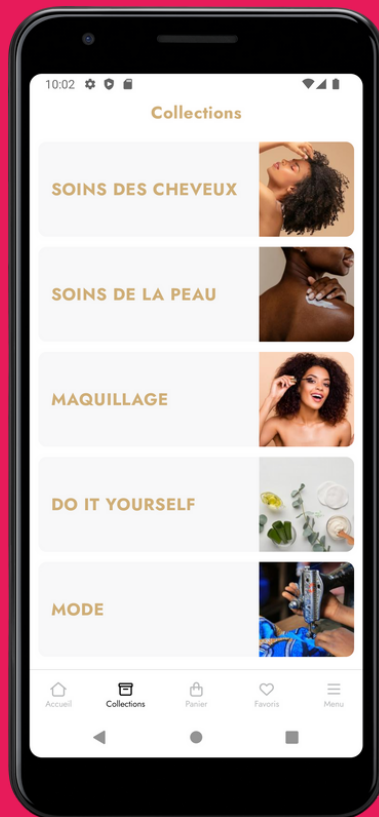 10:02
Collections
SOINS DES CHEVEUX
SOINS DE LA PEAU
MAQUILLAGE
DO IT YOURSELF
MODE
Accueil Collections Panier Favoris Menu